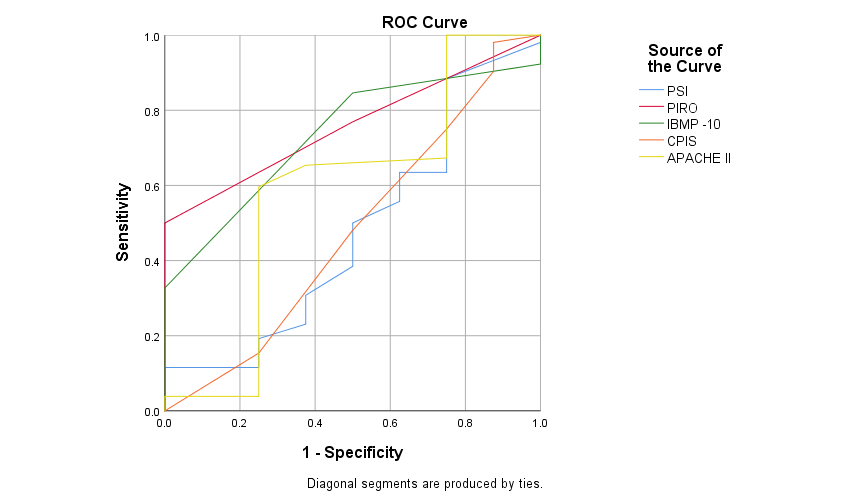 ROC Curve
Source of
the Curve
PSI
PIRO
IBMP -10
CPIS
APACHE II
Sensitivity
1.0
0.8
0.6
0.4
0.2
0.0
0.0 0.2 0.4 0.6 0.8 1.0
1 - Specificity
Diagonal segments are produced by ties.